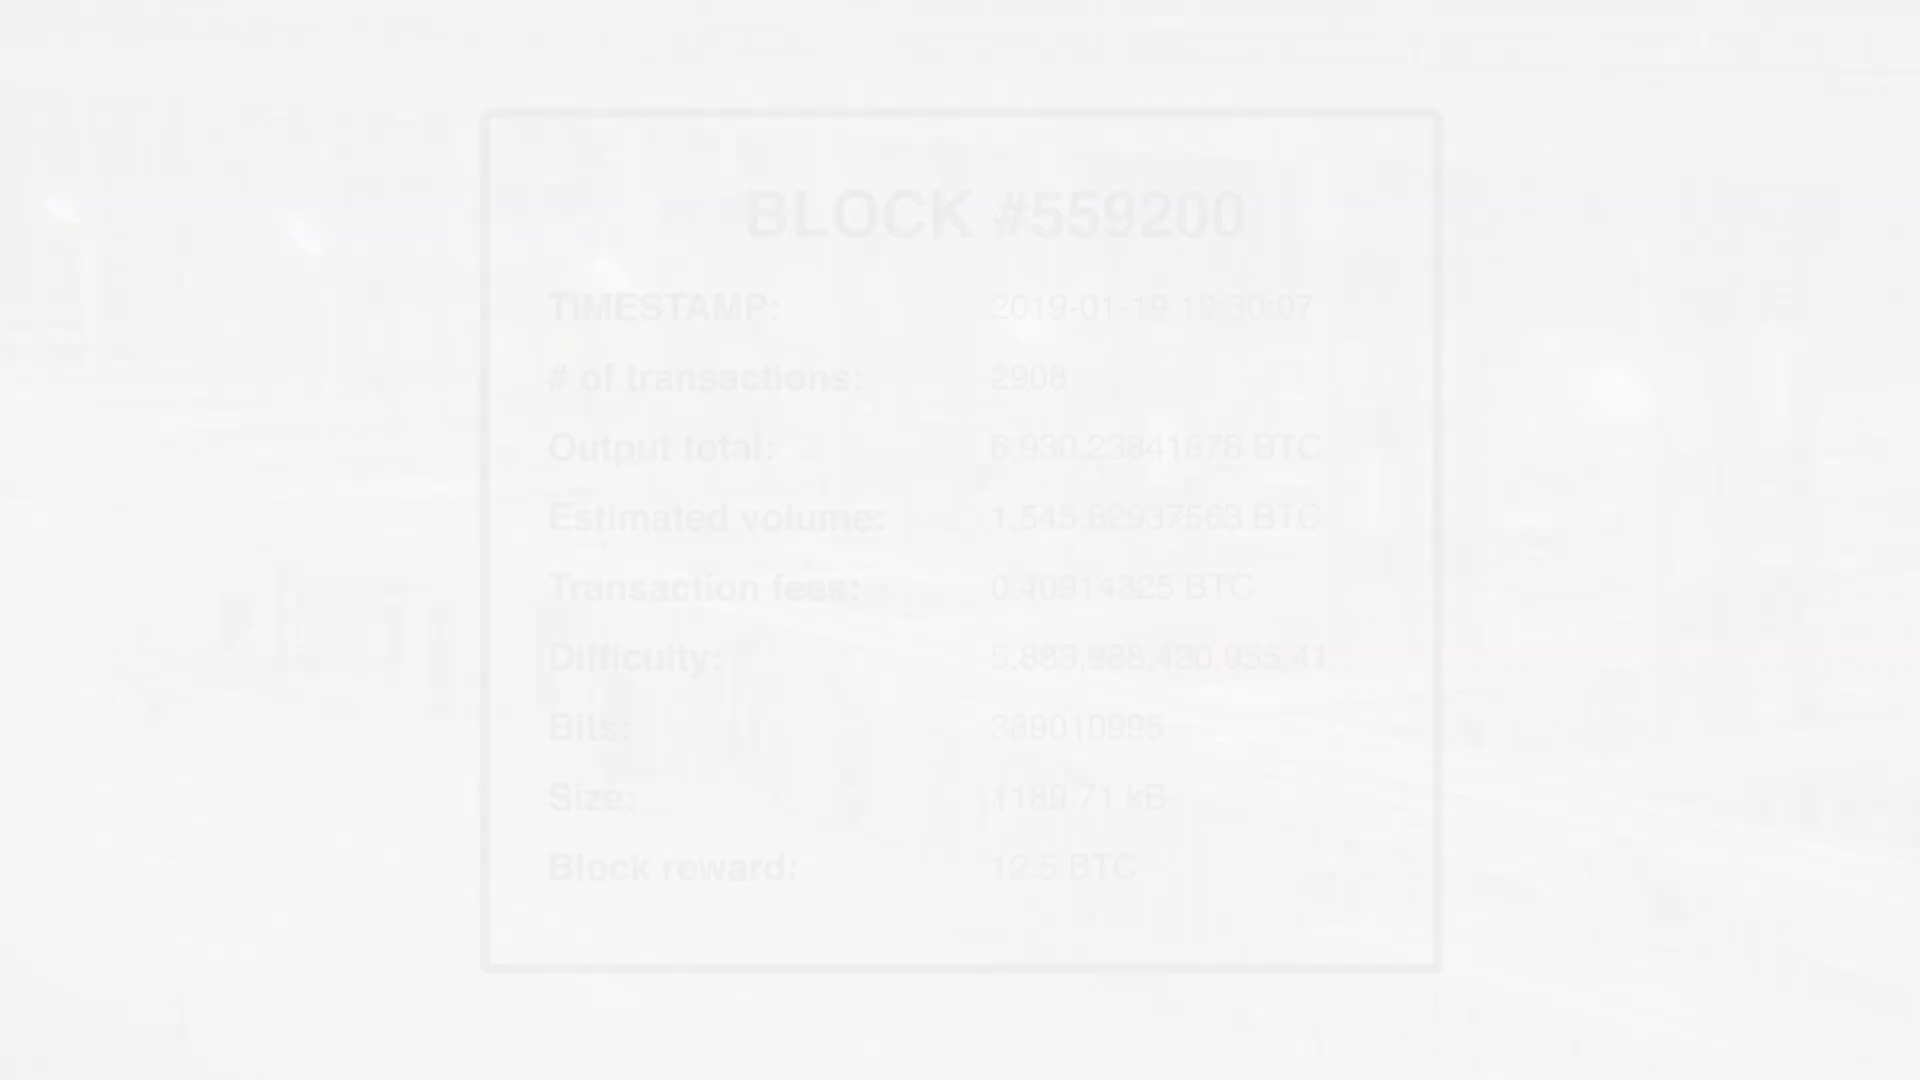 BLOCK #559200
TIMESTAMP: 2019-01-19 19:30:07
# of transactions: 2908
Output total: 6,930.23841878 BTC
Estimated volume: 1,545.82937563 BTC
Transaction fees: 0.40914325 BTC
Difficulty: 5,883,988,430,955.41
Bits: 389010995
Size: 1189.71 kB
Block reward: 12.5 BTC